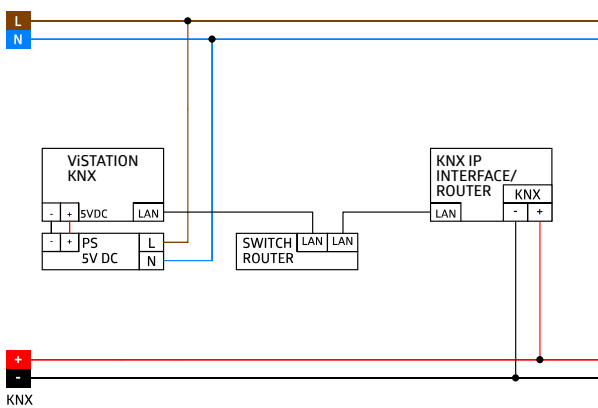 L
N
ViSTATION
KNX
- + 5VDC LAN
- + PS L
5V DC N
SWITCH LAN LAN
ROUTER
KNX IP
INTERFACE/
ROUTER KNX
LAN - +
+
-
KNX